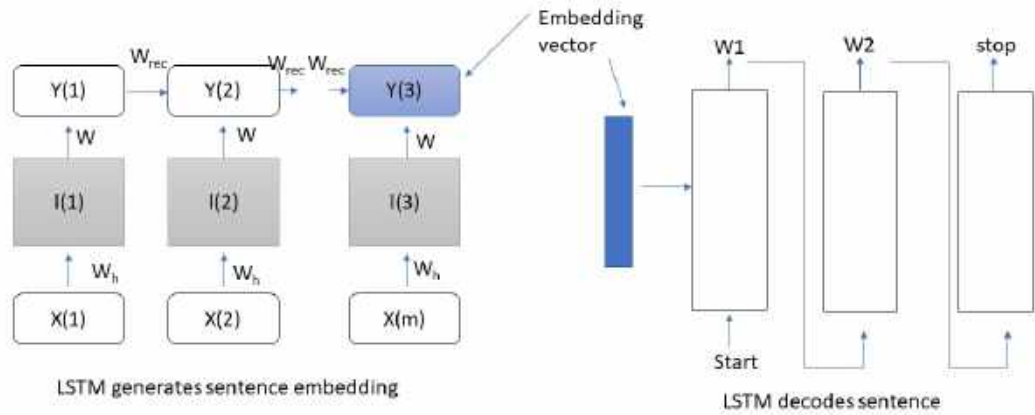 Embedding
vector
W_rec
W_rec W_rec
Y(1)
Y(2)
Y(3)
W
W
W
I(1)
I(2)
I(3)
W_h
W_h
W_h
X(1)
X(2)
X(m)
LSTM generates sentence embedding
W1
W2
stop
Start
LSTM decodes sentence